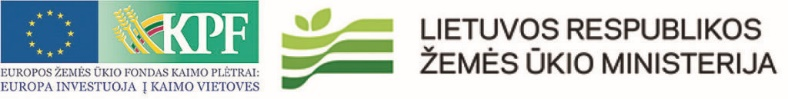 KPF
EUROPOS ŽEMĖS ŪKIO FONDAS KAIMO PLĖTRAI:
EUROPA INVESTUOJA Į KAIMO VIETOVES
LIETUVOS RESPUBLIKOS
ŽEMĖS ŪKIO MINISTERIJA